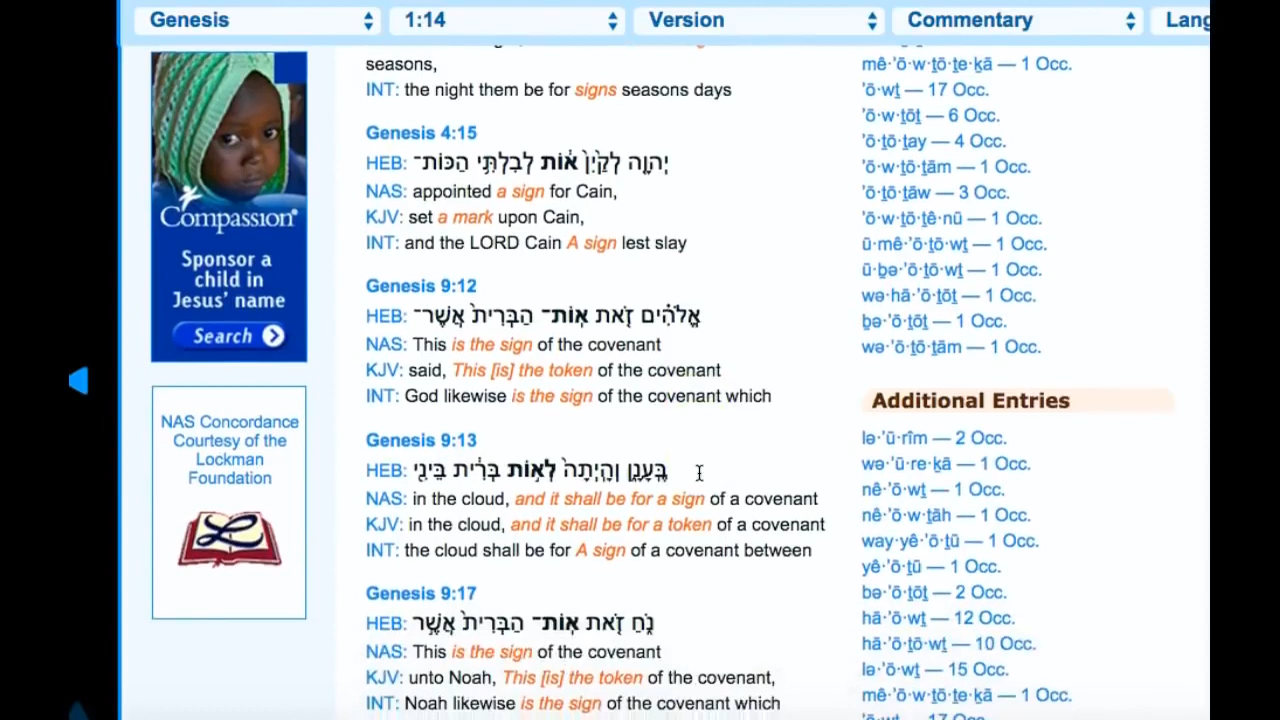 Genesis
1:14
Version
Commentary
Lang
seasons,
INT: the night them be for signs seasons days
Genesis 4:15
HEB: יְהוָ֤ה לְקַ֙יִן֙ א֔וֹת לְבִלְתִּ֥י הַכּוֹת־
NAS: appointed a sign for Cain,
KJV: set a mark upon Cain,
INT: and the LORD Cain A sign lest slay
Genesis 9:12
HEB: אֱלֹהִ֗ים זֹ֤את אֽוֹת־ הַבְּרִית֙ אֲשֶׁר־
NAS: This is the sign of the covenant
KJV: said, This [is] the token of the covenant
INT: God likewise is the sign of the covenant which
Genesis 9:13
HEB: בֶּֽעָנָ֑ן וְהָֽיְתָה֙ לְא֣וֹת בְּרִ֔ית בֵּינִ֖י
NAS: in the cloud, and it shall be for a sign of a covenant
KJV: in the cloud, and it shall be for a token of a covenant
INT: the cloud shall be for A sign of a covenant between
Genesis 9:17
HEB: נֹ֑חַ זֹ֤את אֽוֹת־ הַבְּרִית֙ אֲשֶׁ֣ר
NAS: This is the sign of the covenant
KJV: unto Noah, This [is] the token of the covenant,
INT: Noah likewise is the sign of the covenant which
Compassion®
Sponsor a
child in
Jesus' name
Search
NAS Concordance
Courtesy of the
Lockman
Foundation
mê·’ō·w·ṯō·ṯe·ḵā — 1 Occ.
’ō·wṯ — 17 Occ.
’ō·w·ṯōṯ — 6 Occ.
’ō·ṯō·ṯay — 4 Occ.
’ō·w·ṯō·ṯām — 1 Occ.
’ō·ṯō·ṯāw — 3 Occ.
’ō·w·ṯō·ṯê·nū — 1 Occ.
ū·mê·’ō·ṯō·wṯ — 1 Occ.
ū·ḇə·’ō·ṯō·wṯ — 1 Occ.
wə·hā·’ō·ṯōṯ — 1 Occ.
ḇə·’ō·ṯōṯ — 1 Occ.
wə·’ō·ṯō·ṯām — 1 Occ.
Additional Entries
lə·’ū·rîm — 2 Occ.
wə·’ū·re·ḵā — 1 Occ.
nê·’ō·wṯ — 1 Occ.
nê·’ō·w·ṯāh — 1 Occ.
way·yê·’ō·ṯū — 1 Occ.
yê·’ō·ṯū — 1 Occ.
bə·’ō·ṯōṯ — 2 Occ.
hā·’ō·wṯ — 12 Occ.
hā·’ō·ṯō·wṯ — 10 Occ.
lə·’ō·wṯ — 15 Occ.
mê·’ō·w·ṯō·ṯe·ḵā — 1 Occ.